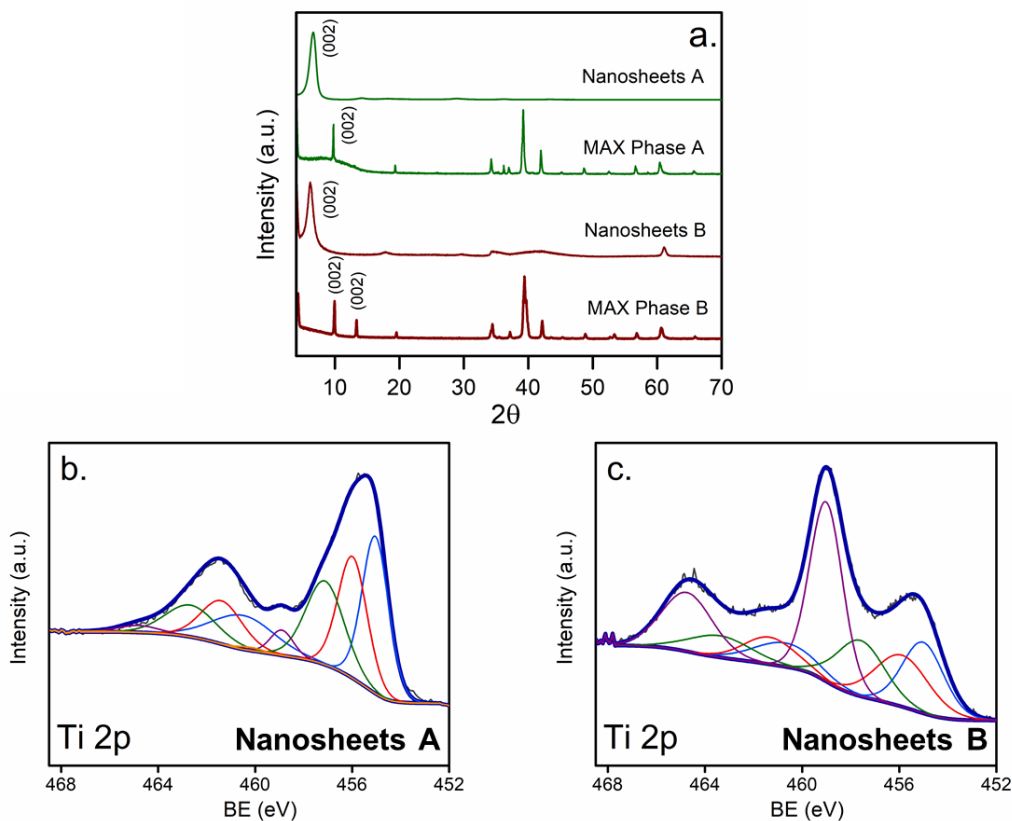 a.
(002)
Nanosheets A
(002)
MAX Phase A
(002)
Nanosheets B
(002)
(002)
MAX Phase B
Intensity (a.u.)
10 20 30 40 50 60 70
2θ
b.
Intensity (a.u.)
Ti 2p
Nanosheets A
468 464 460 456 452
BE (eV)
c.
Intensity (a.u.)
Ti 2p
Nanosheets B
468 464 460 456 452
BE (eV)